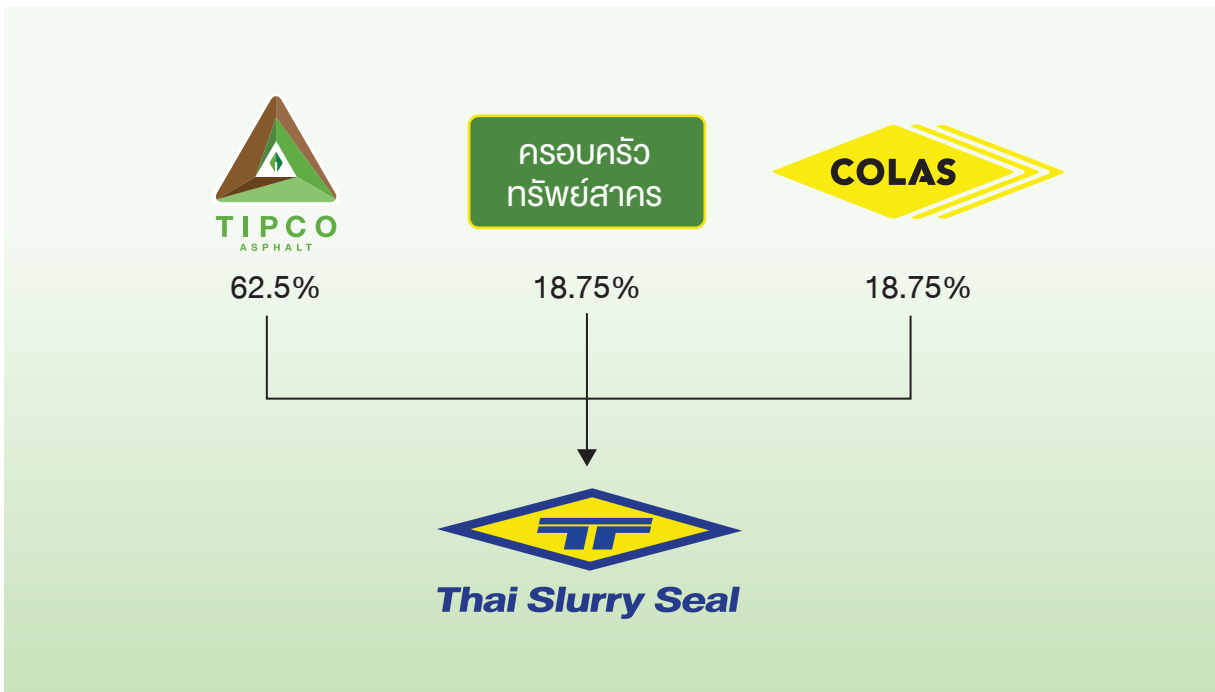 TIPCO
ASPHALT
ครอบครัว
ทรัพย์สาคร
COLAS
62.5%
18.75%
18.75%
Thai Slurry Seal